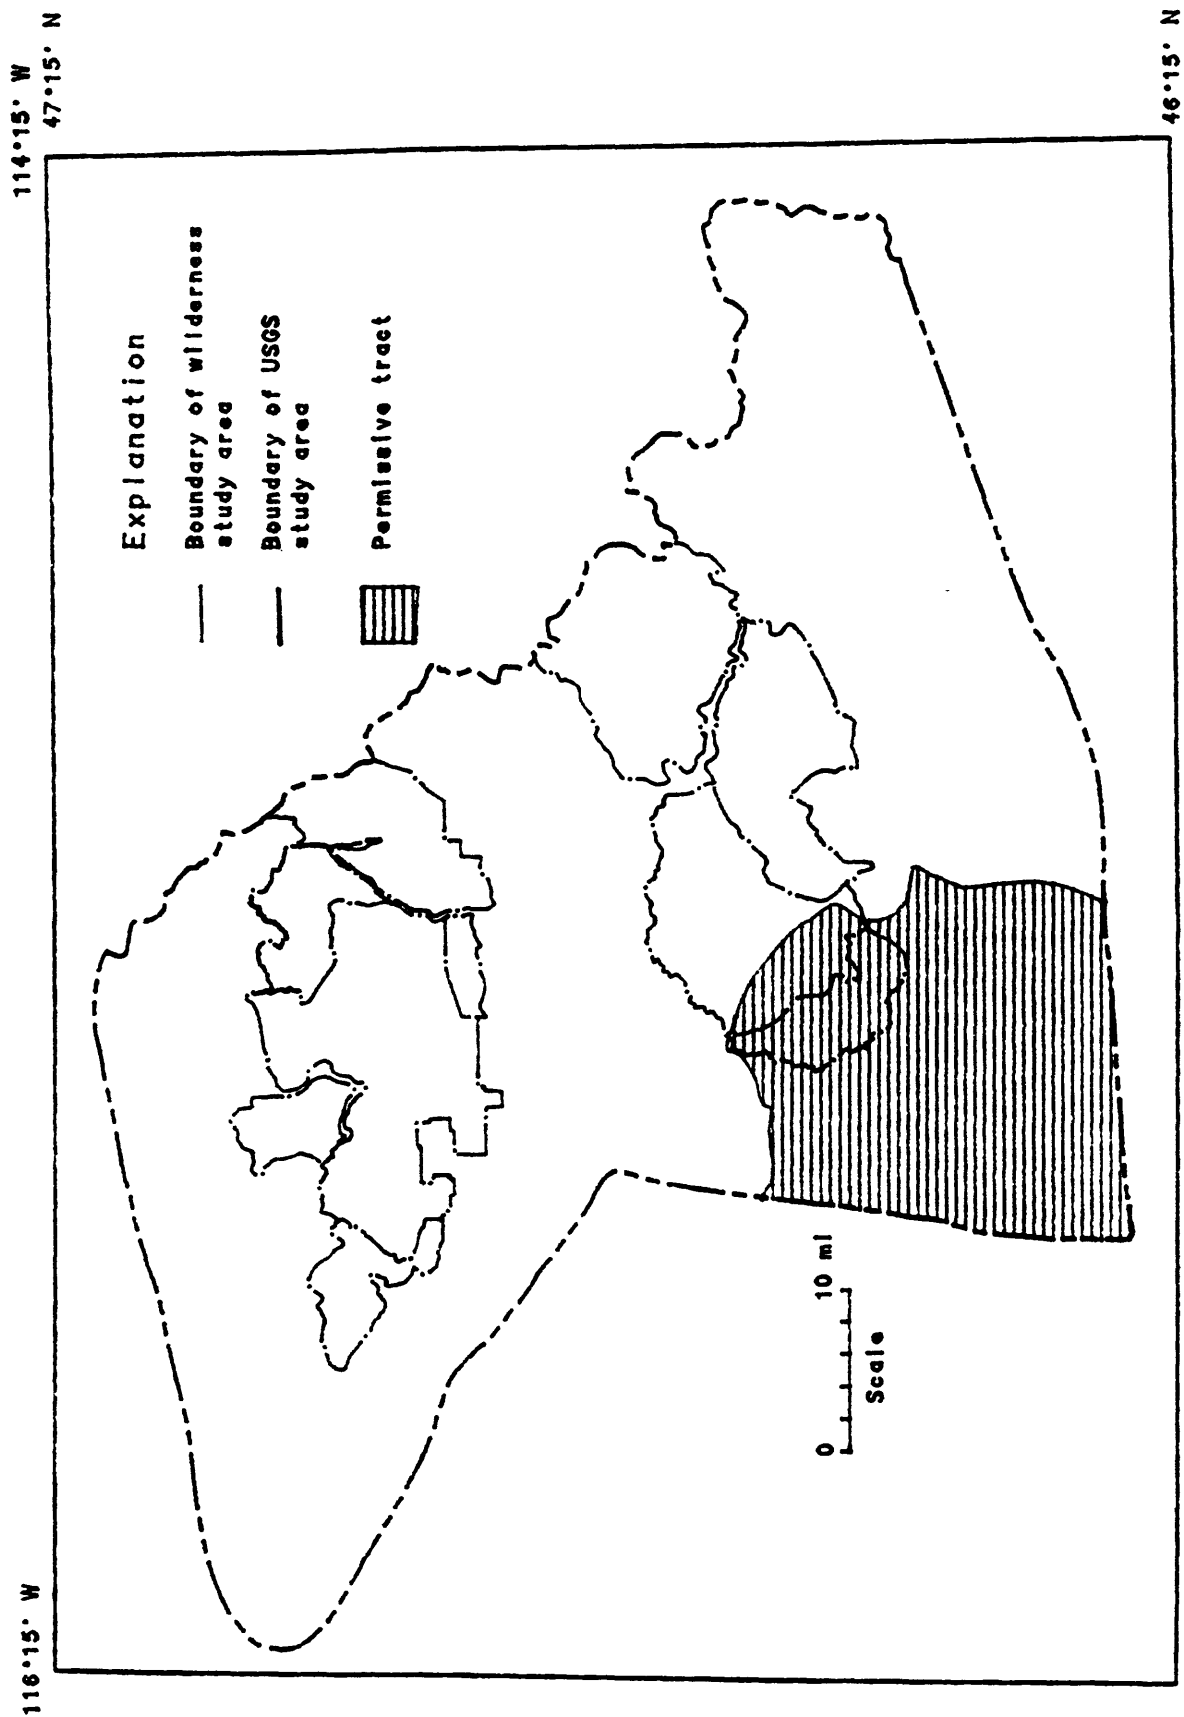 116°15' W
114°15' W
47°15' N
Explanation
Boundary of wilderness
study area
Boundary of USGS
study area
Permissive tract
0
10 mi
Scale
46°15' N